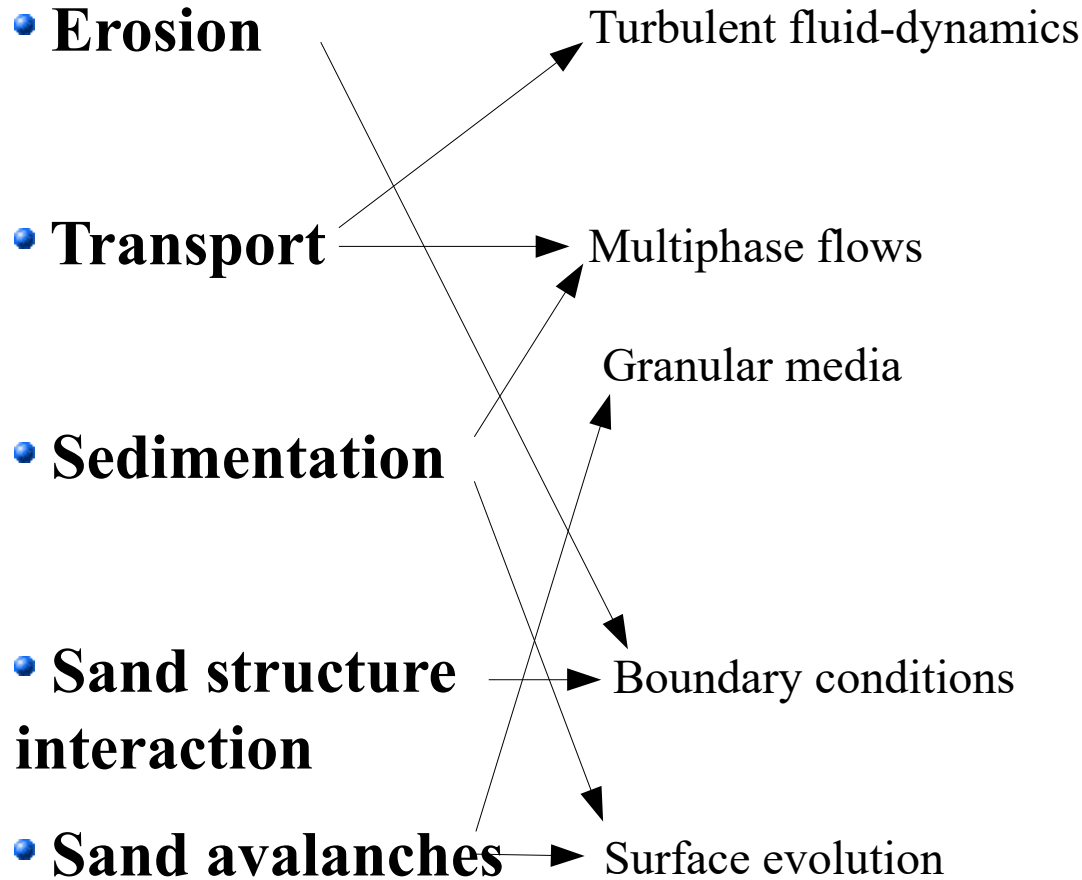 Erosion
Turbulent fluid-dynamics
Transport
Multiphase flows
Granular media
Sedimentation
Sand structure
interaction
Boundary conditions
Sand avalanches
Surface evolution